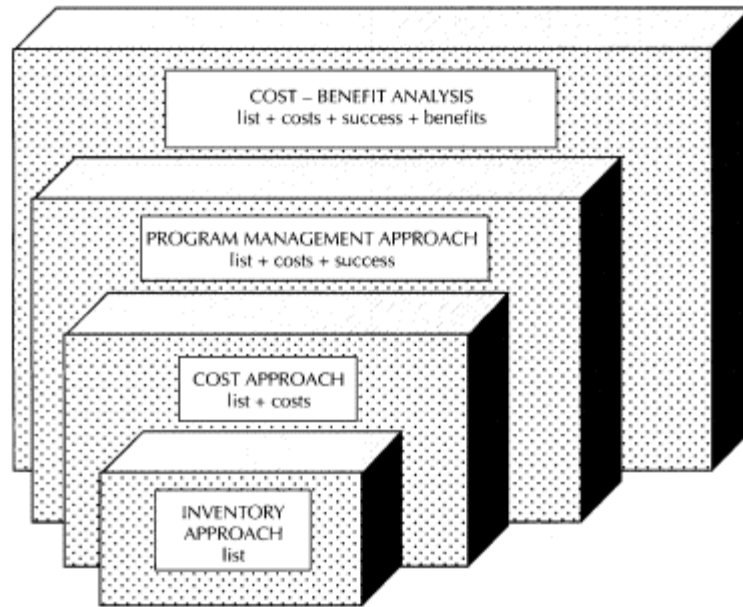 COST – BENEFIT ANALYSIS
list + costs + success + benefits
PROGRAM MANAGEMENT APPROACH
list + costs + success
COST APPROACH
list + costs
INVENTORY
APPROACH
list